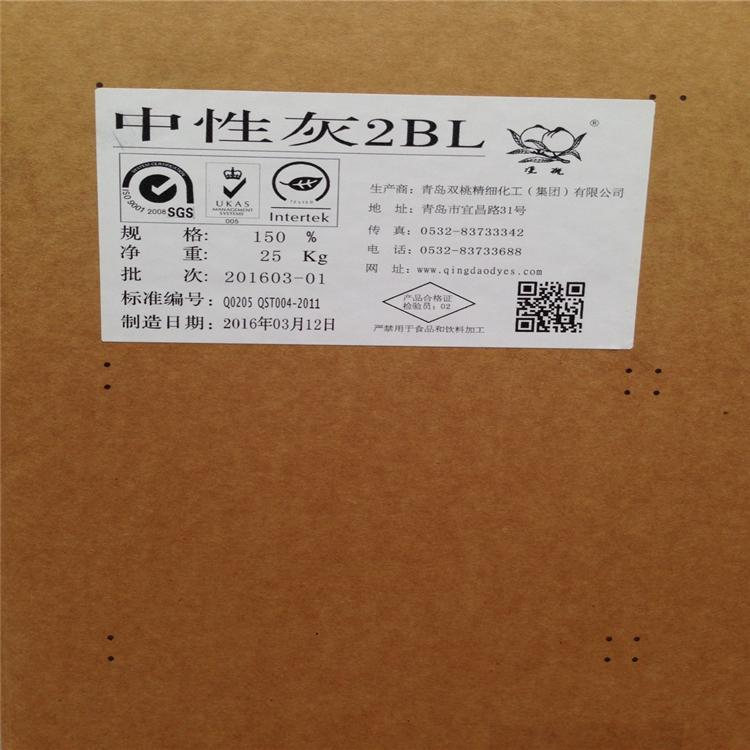 中性灰2BL
®
ISO 9001 2008 SGS
UKAS
MANAGEMENT
SYSTEMS
005
TESTED
Intertek
规 格: 150 %
净 重: 25 Kg
批 次: 201603-01
标准编号: Q0205 QST004-2011
制造日期: 2016年03月12日
生产商: 青岛双桃精细化工(集团)有限公司
地 址: 青岛市宜昌路31号
传 真: 0532-83733342
电 话: 0532-83733688
网 址: www.qingdaodyes.com
产品合格证
检验员: 02
严禁用于食品和饮料加工